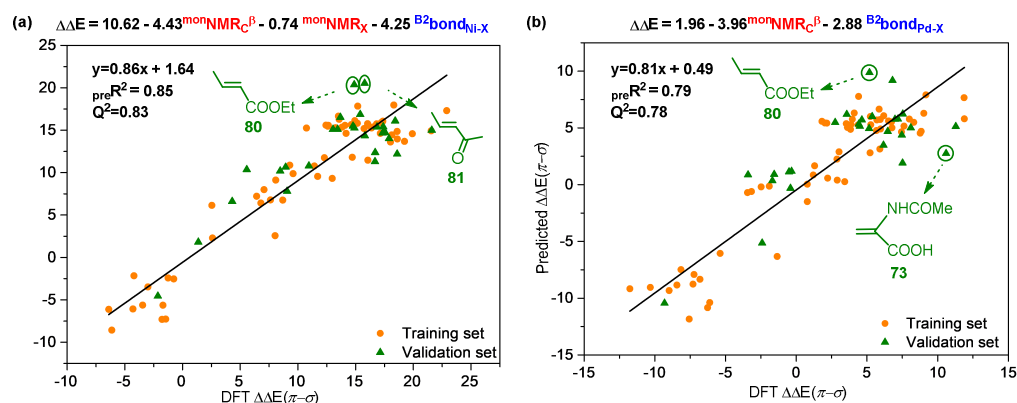 (a) ΔΔE = 10.62 - 4.43ᵐᵒⁿNMR_C^β - 0.74 ᵐᵒⁿNMR_X - 4.25 ᴮ²bond_Ni-X
y=0.86x + 1.64
preR² = 0.85
Q² = 0.83
COOEt
80
O
81
Training set
Validation set
25
20
15
10
5
0
-5
-10
-10 -5 0 5 10 15 20 25
DFT ΔΔE(π−σ)
(b) ΔΔE = 1.96 - 3.96ᵐᵒⁿNMR_C^β - 2.88 ᴮ²bond_Pd-X
y=0.81x + 0.49
preR² = 0.79
Q² = 0.78
COOEt
80
NHCOMe
COOH
73
Training set
Validation set
Predicted ΔΔE(π−σ)
10
5
0
-5
-10
-15
-15 -10 -5 0 5 10 15
DFT ΔΔE(π−σ)